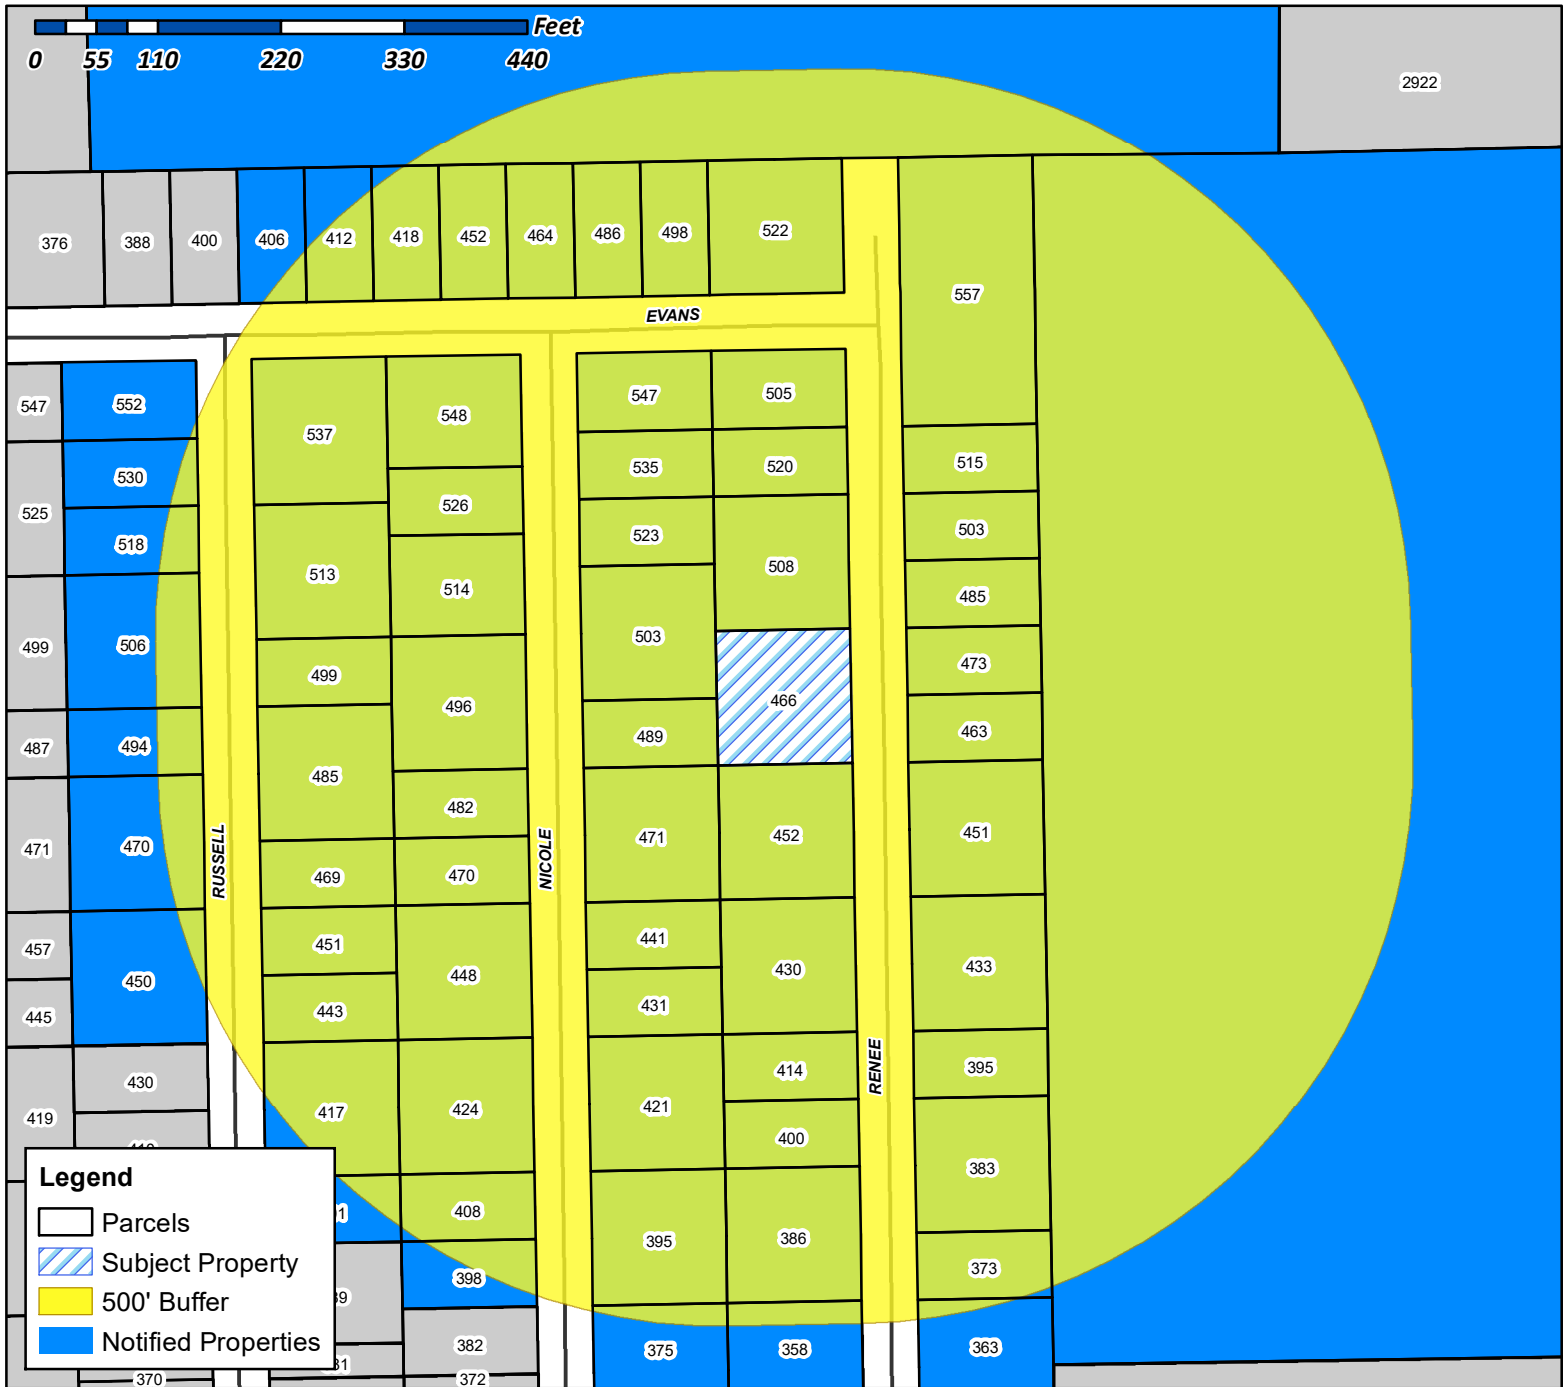 Feet
0 55 110 220 330 440
2922
376 388 400 406 412 418 452 464 486 498 522
557
EVANS
547 552 537 548 547 505
515
530 535 520
525 526 503
518 513 514 523 508
485
499 506 499 496 503 473
466
487 494 485 489 463
482
471 470 469 470 471 452 451
RUSSELL NICOLE
457 451 441
450 448 430 433
445 443 431
430 414 395
RENEE
419 417 424 421 400
383
408 395 386
398 373
382 375 358 363
370 372
Legend
Parcels
Subject Property
500' Buffer
Notified Properties